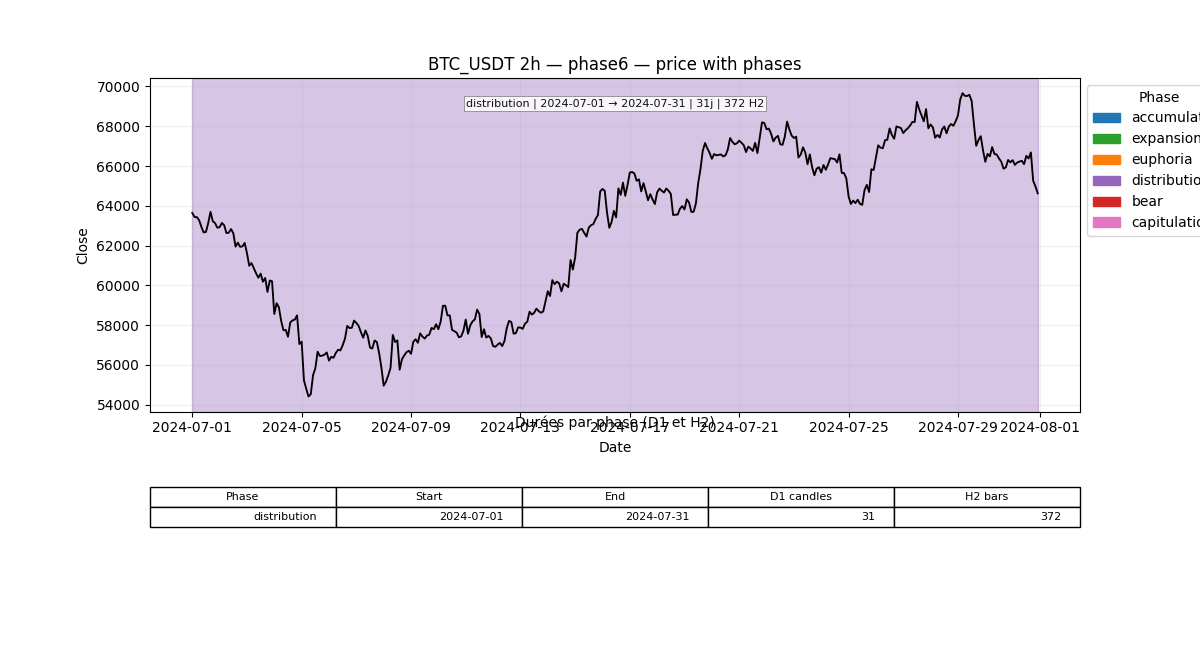 BTC_USDT 2h — phase6 — price with phases
distribution | 2024-07-01 → 2024-07-31 | 31j | 372 H2
Phase
accumulat
expansion
euphoria
distributio
bear
capitulatio
Close
70000
68000
66000
64000
62000
60000
58000
56000
54000
2024-07-01 2024-07-05 2024-07-09 2024-07-13 2024-07-17 2024-07-21 2024-07-25 2024-07-29 2024-08-01
Durées par phase (D1 et H2)
Date
Phase Start End D1 candles H2 bars
distribution 2024-07-01 2024-07-31 31 372